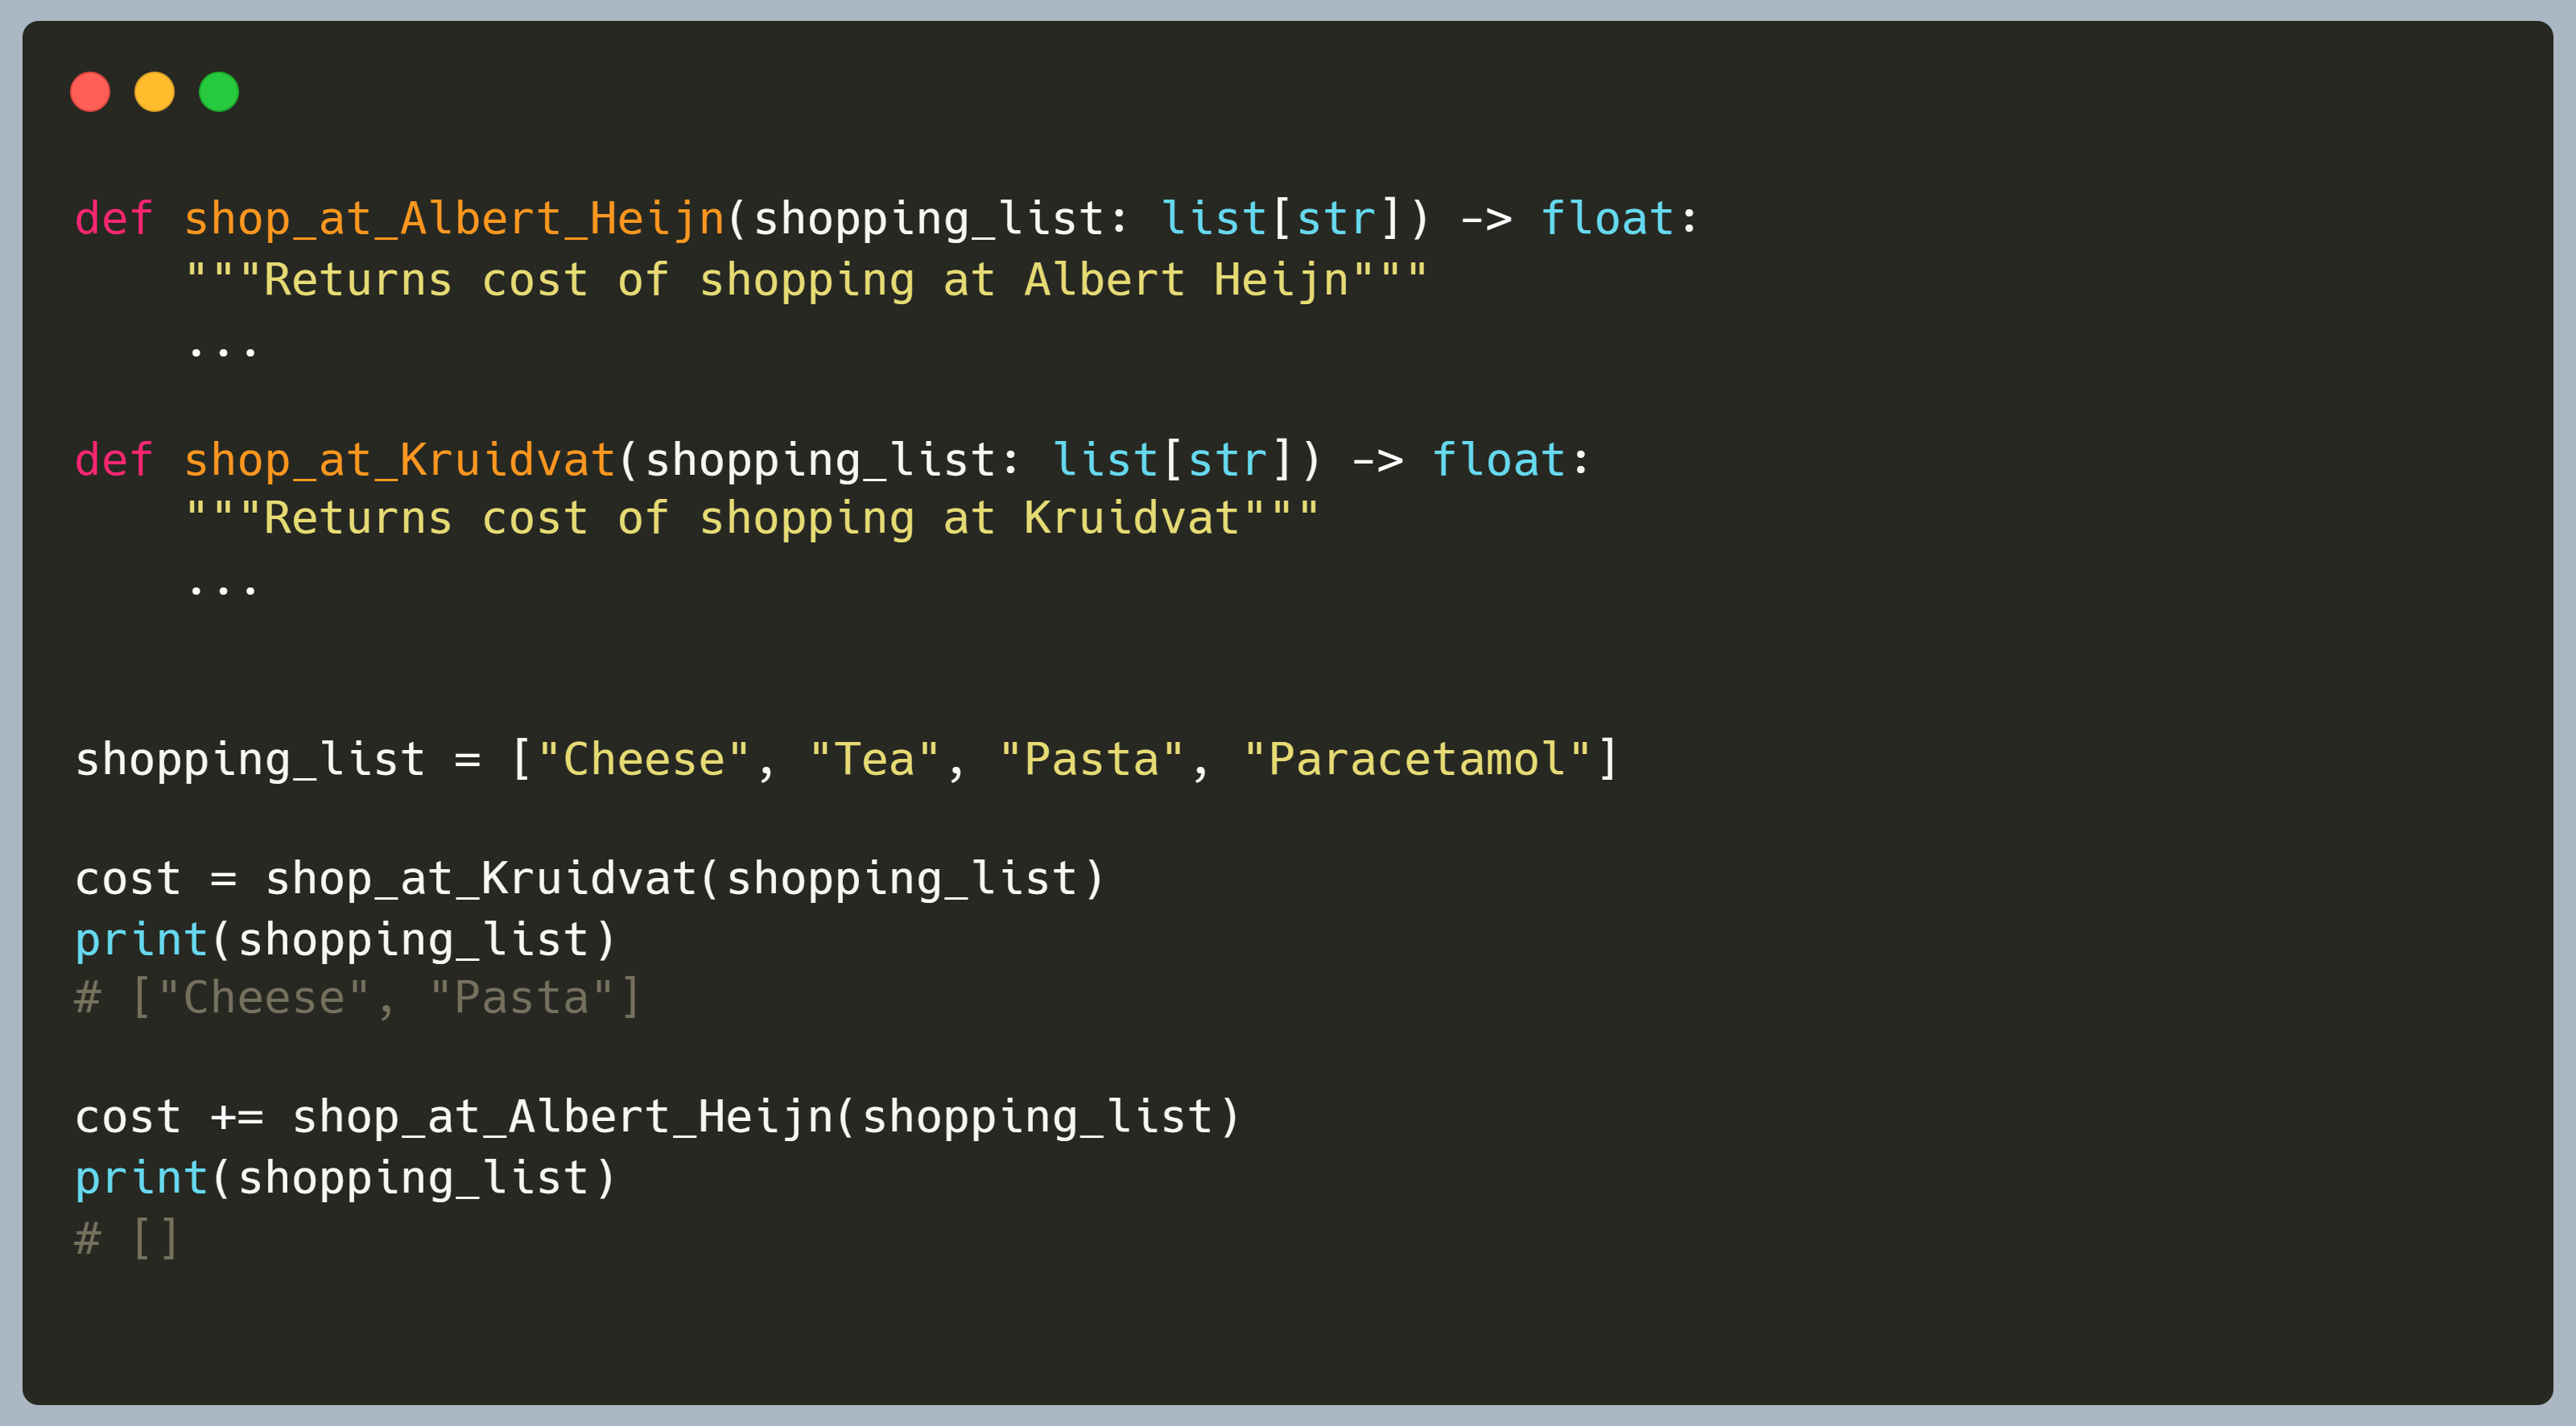 def shop_at_Albert_Heijn(shopping_list: list[str]) -> float:
    """Returns cost of shopping at Albert Heijn"""
    ...
def shop_at_Kruidvat(shopping_list: list[str]) -> float:
    """Returns cost of shopping at Kruidvat"""
    ...
shopping_list = ["Cheese", "Tea", "Pasta", "Paracetamol"]
cost = shop_at_Kruidvat(shopping_list)
print(shopping_list)
# ["Cheese", "Pasta"]
cost += shop_at_Albert_Heijn(shopping_list)
print(shopping_list)
# []